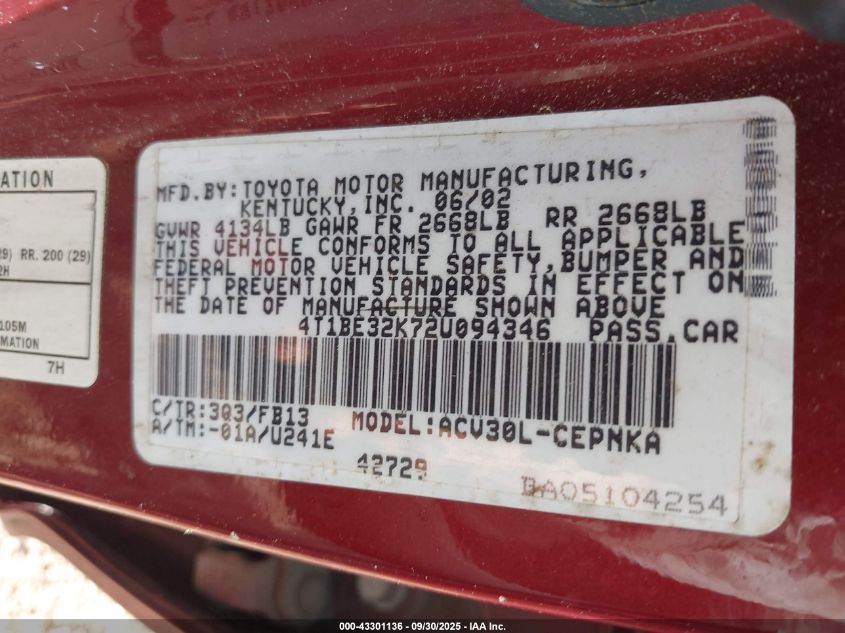 ATION
29) RR. 200 (29)
2H
105M
RMATION
7H
MFD.BY:TOYOTA MOTOR MANUFACTURING,
KENTUCKY,INC. 06/02
GVWR 4134LB GAWR FR 2668LB RR 2668LB
THIS VEHICLE CONFORMS TO ALL APPLICABLE
FEDERAL MOTOR VEHICLE SAFETY,BUMPER AND
THEFT PREVENTION STANDARDS IN EFFECT ON
THE DATE OF MANUFACTURE SHOWN ABOVE
4T1BE32K72U094346 PASS.CAR
C/TR:3Q3/FB13 MODEL:ACV30L-CEPNKA
A/TM:-01A/U241E
42729
BA05104254
000-43301136 - 09/30/2025 - IAA Inc.